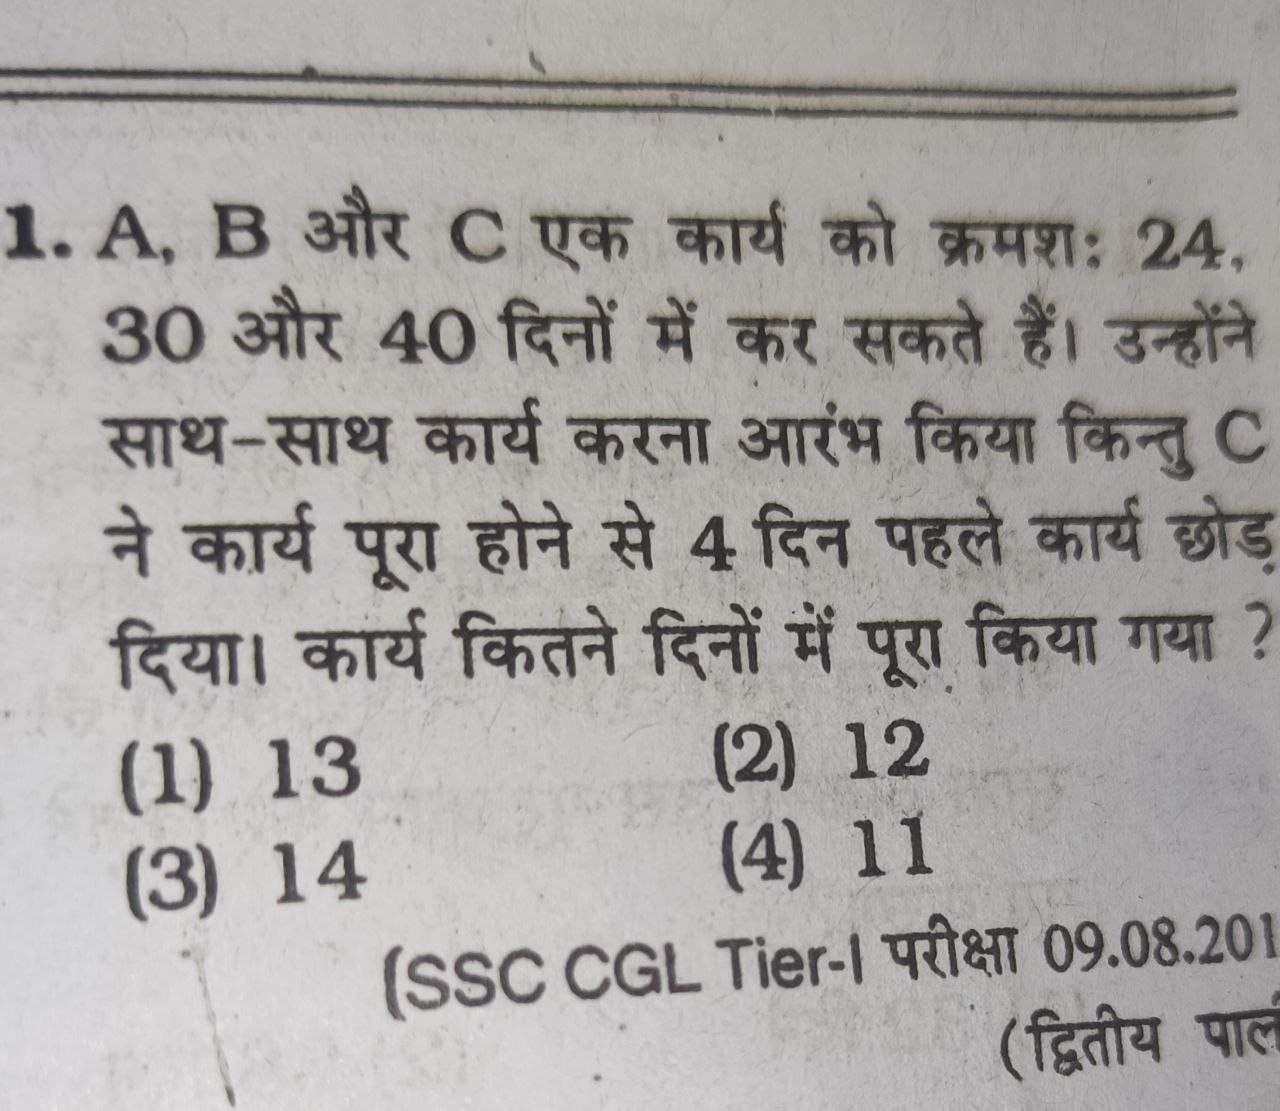 1. A, B और C एक कार्य को क्रमशः 24,
30 और 40 दिनों में कर सकते हैं। उन्होंने
साथ-साथ कार्य करना आरंभ किया किन्तु C
ने कार्य पूरा होने से 4 दिन पहले कार्य छोड़
दिया। कार्य कितने दिनों में पूरा किया गया ?
(1) 13 (2) 12
(3) 14 (4) 11
(SSC CGL Tier-I परीक्षा 09.08.201
(द्वितीय